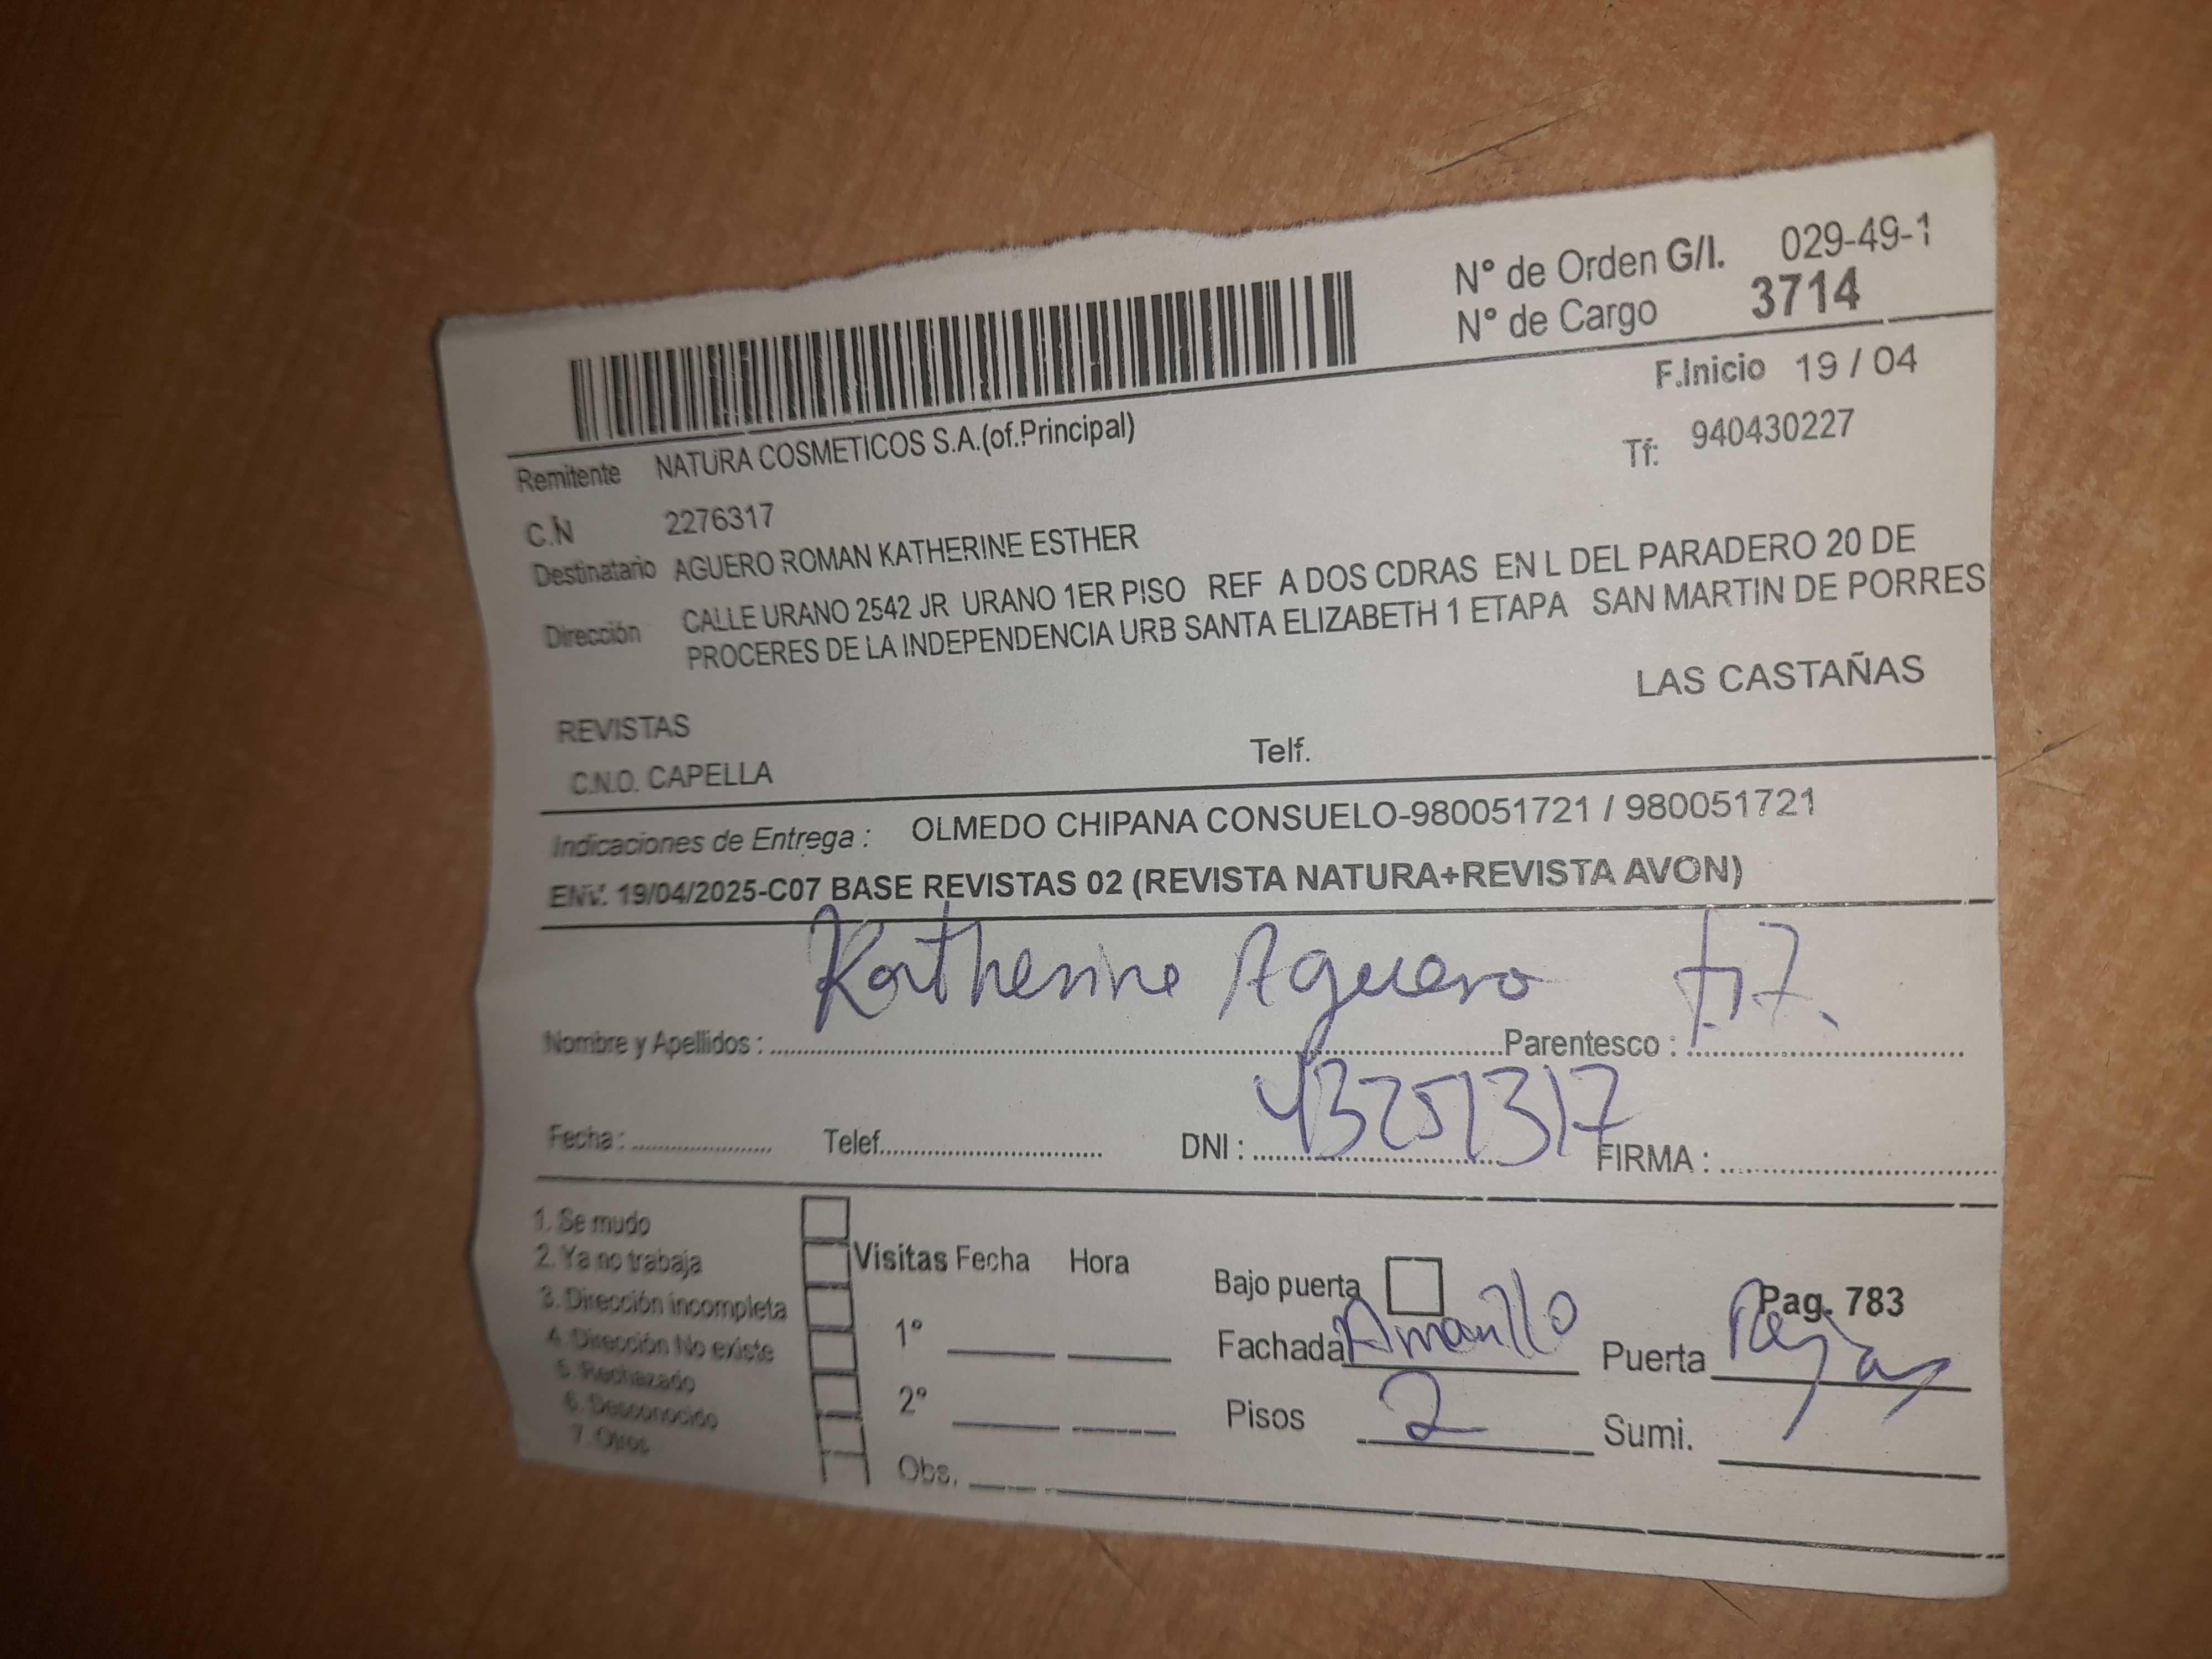 N° de Orden G/I. 029-49-1
N° de Cargo 3714
F.Inicio 19 / 04
Remitente NATURA COSMETICOS S.A.(of.Principal)
Tf: 940430227
C.N 2276317
Destinatario AGUERO ROMAN KATHERINE ESTHER
Dirección CALLE URANO 2542 JR URANO 1ER PISO REF A DOS CDRAS EN L DEL PARADERO 20 DE
PROCERES DE LA INDEPENDENCIA URB SANTA ELIZABETH 1 ETAPA SAN MARTIN DE PORRES
LAS CASTAÑAS
REVISTAS
C.N.O. CAPELLA Telf.
Indicaciones de Entrega : OLMEDO CHIPANA CONSUELO-980051721 / 980051721
ENV. 19/04/2025-C07 BASE REVISTAS 02 (REVISTA NATURA+REVISTA AVON)
Katherine Aguero
Nombre y Apellidos : Parentesco :
Fecha : Telef. DNI : 43251317 FIRMA :
1. Se mudo
2. Ya no trabaja
3. Dirección incompleta
4. Dirección No existe
5. Rechazado
6. Desconocido
7. Otros
Visitas Fecha Hora
1°
2°
Obs.
Bajo puerta Pag. 783
Fachada Amarillo Puerta Rejas
Pisos 2 Sumi.